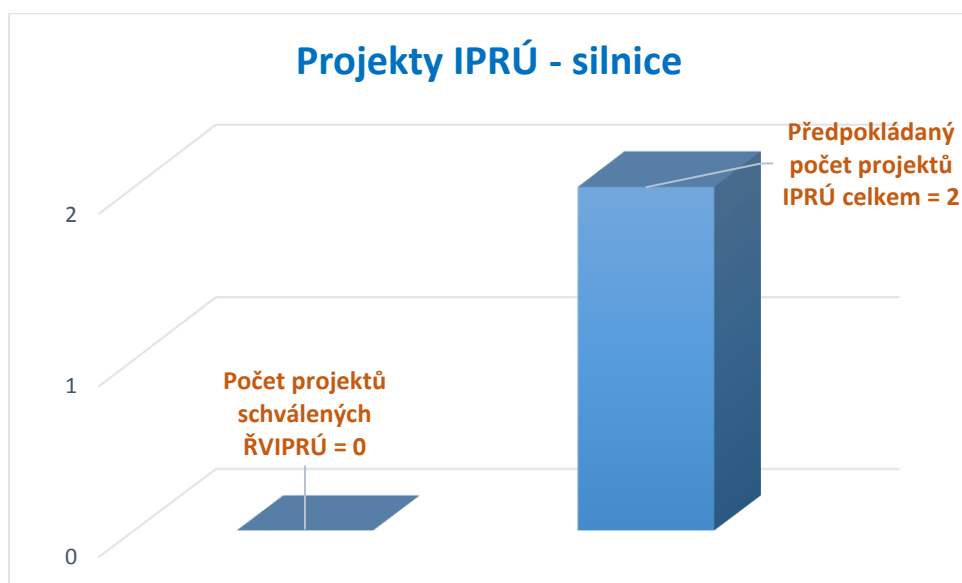 Projekty IPRÚ - silnice
Předpokládaný
počet projektů
IPRÚ celkem = 2
2
1
Počet projektů
schválených
ŘVIPRÚ = 0
0